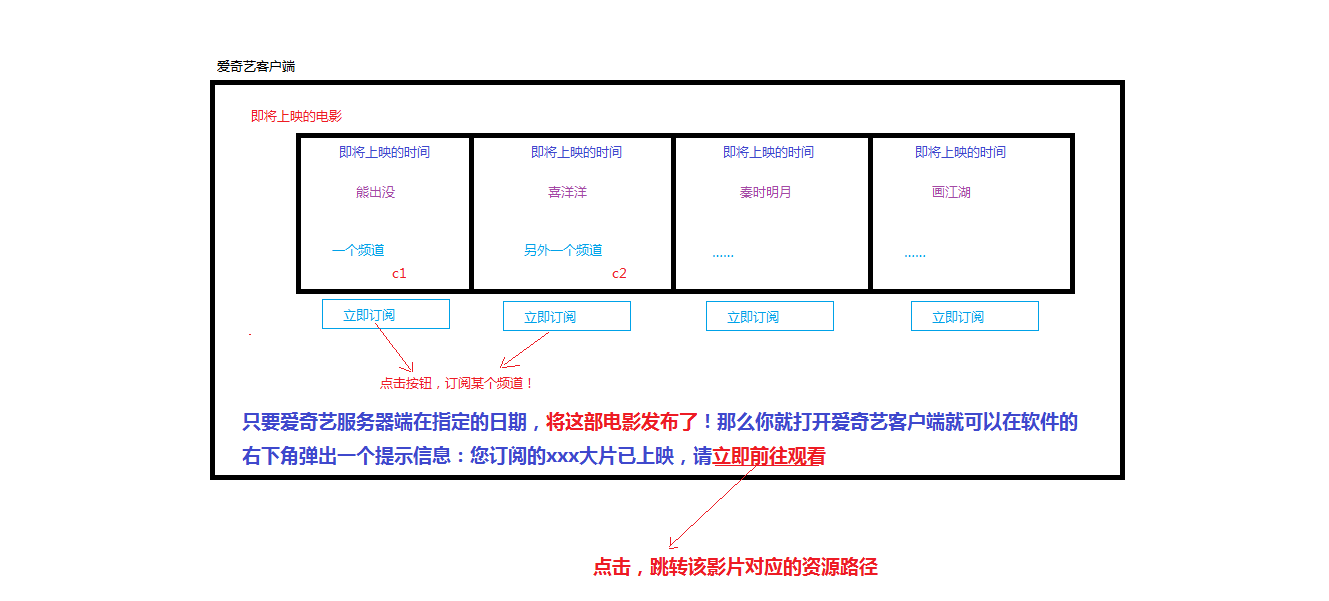 爱奇艺客户端
即将上映的电影
即将上映的时间 即将上映的时间 即将上映的时间 即将上映的时间
熊出没 喜洋洋 秦时明月 画江湖
一个频道 另外一个频道 ...... ......
c1 c2
立即订阅 立即订阅 立即订阅 立即订阅
点击按钮，订阅某个频道！
只要爱奇艺服务器端在指定的日期，将这部电影发布了！那么你就打开爱奇艺客户端就可以在软件的
右下角弹出一个提示信息：您订阅的xxx大片已上映，请立即前往观看
点击，跳转该影片对应的资源路径